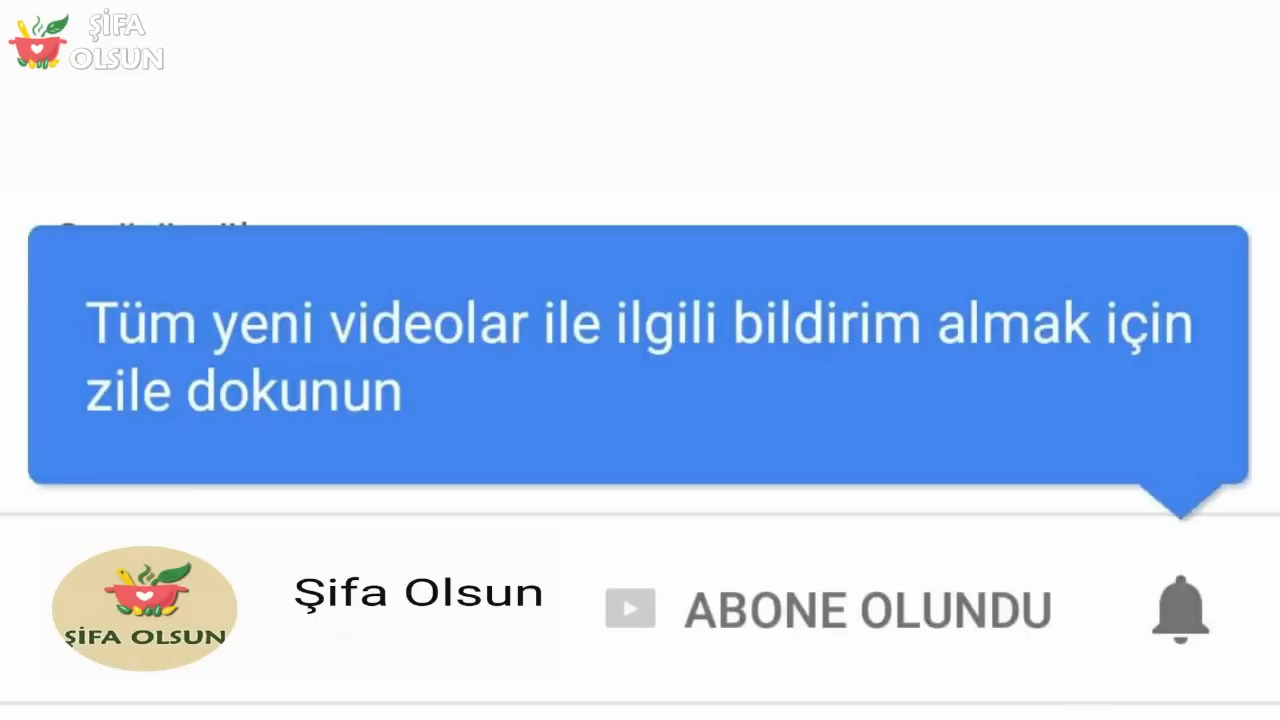 ŞİFA
OLSUN
Tüm yeni videolar ile ilgili bildirim almak için
zile dokunun
Şifa Olsun
ABONE OLUNDU
ŞİFA OLSUN